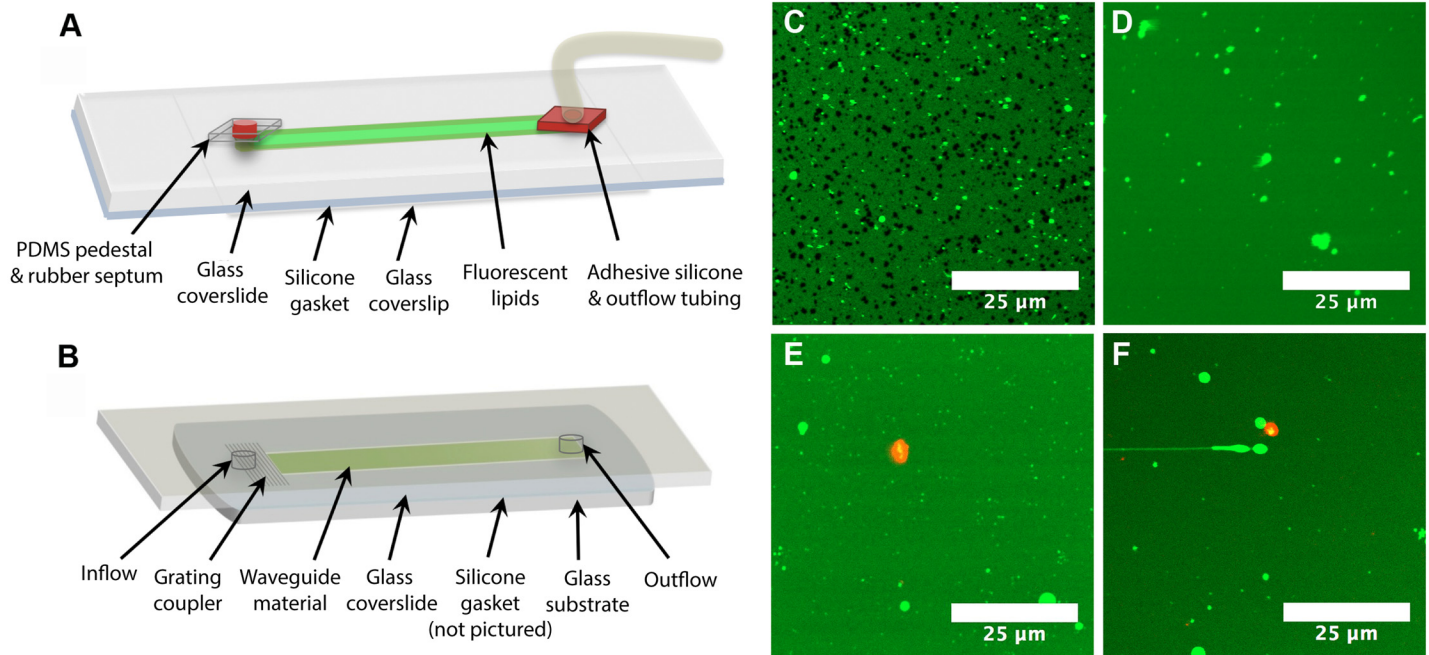 A
PDMS pedestal
& rubber septum
Glass
coverslide
Silicone
gasket
Glass
coverslip
Fluorescent
lipids
Adhesive silicone
& outflow tubing
B
Inflow
Grating
coupler
Waveguide
material
Glass
coverslide
Silicone
gasket
(not pictured)
Glass
substrate
Outflow
C
25 µm
D
25 µm
E
25 µm
F
25 µm